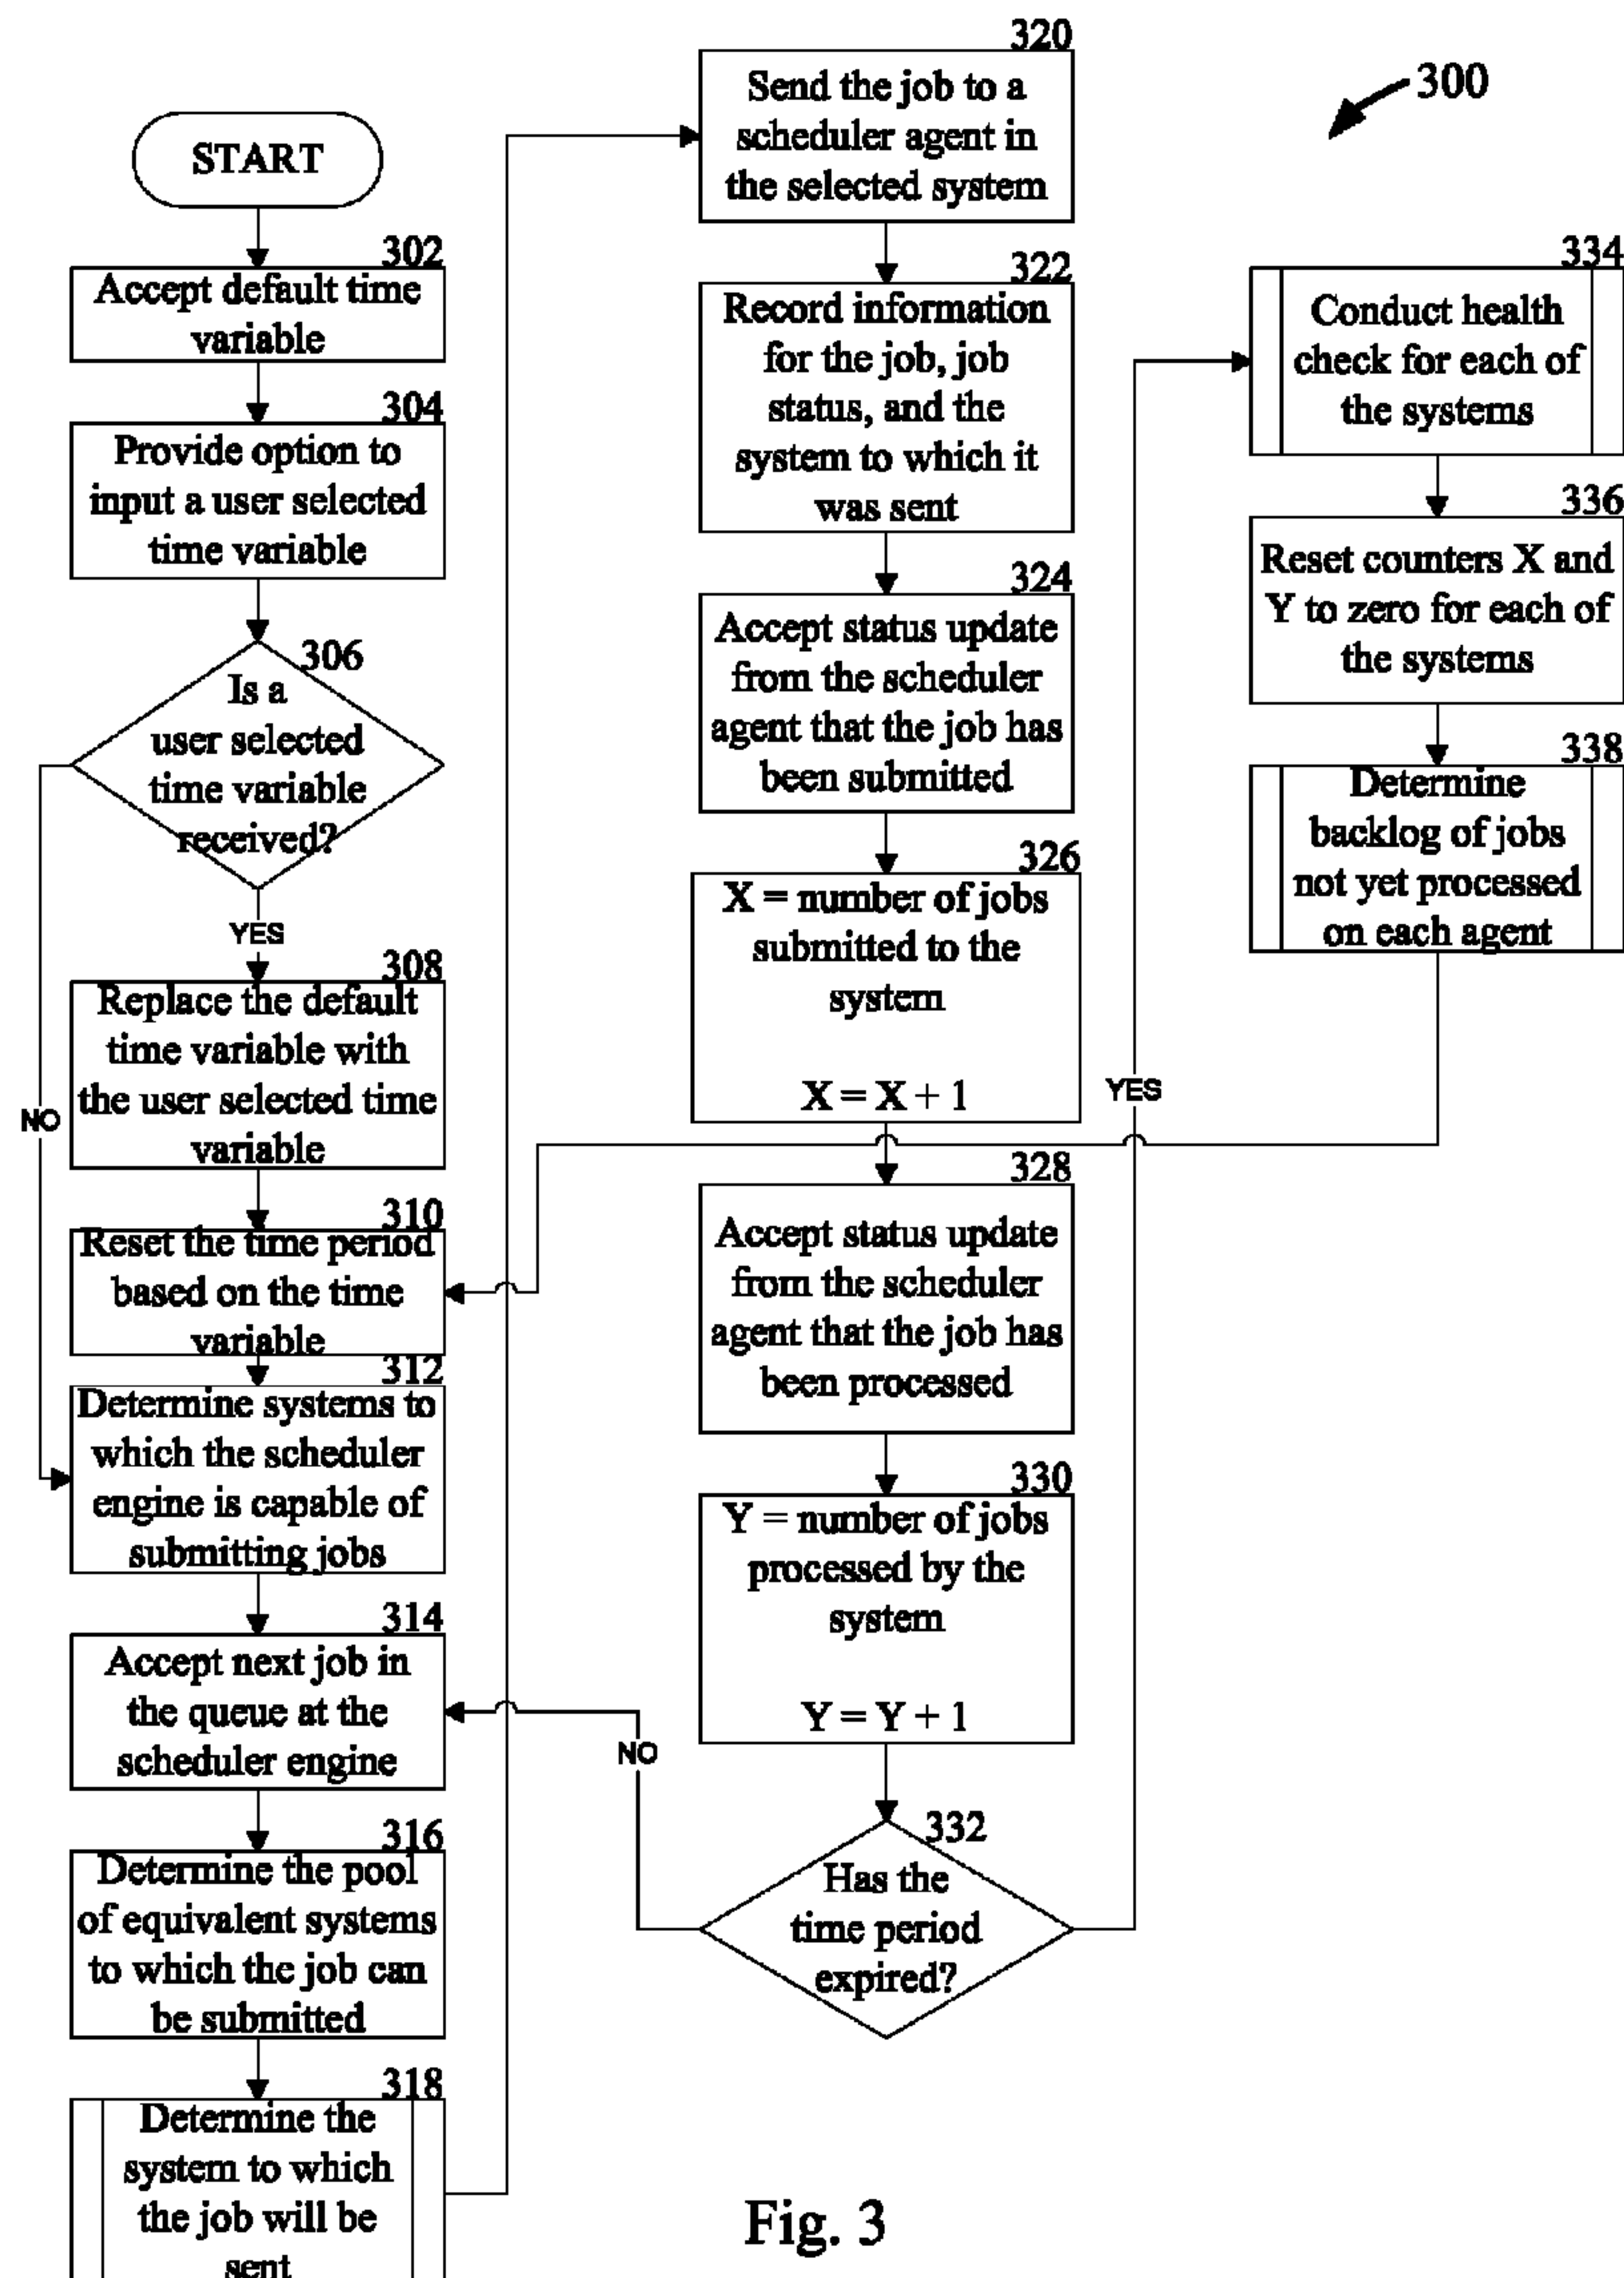 START
302
Accept default time
variable
304
Provide option to
input a user selected
time variable
306
Is a
user selected
time variable
received?
YES
NO
308
Replace the default
time variable with
the user selected time
variable
310
Reset the time period
based on the time
variable
312
Determine systems to
which the scheduler
engine is capable of
submitting jobs
314
Accept next job in
the queue at the
scheduler engine
316
Determine the pool
of equivalent systems
to which the job can
be submitted
318
Determine the
system to which
the job will be
sent
320
Send the job to a
scheduler agent in
the selected system
322
Record information
for the job, job
status, and the
system to which it
was sent
324
Accept status update
from the scheduler
agent that the job has
been submitted
326
X = number of jobs
submitted to the
system
X = X + 1
328
Accept status update
from the scheduler
agent that the job has
been processed
330
Y = number of jobs
processed by the
system
Y = Y + 1
332
Has the
time period
expired?
NO
YES
300
334
Conduct health
check for each of
the systems
336
Reset counters X and
Y to zero for each of
the systems
338
Determine
backlog of jobs
not yet processed
on each agent
Fig. 3